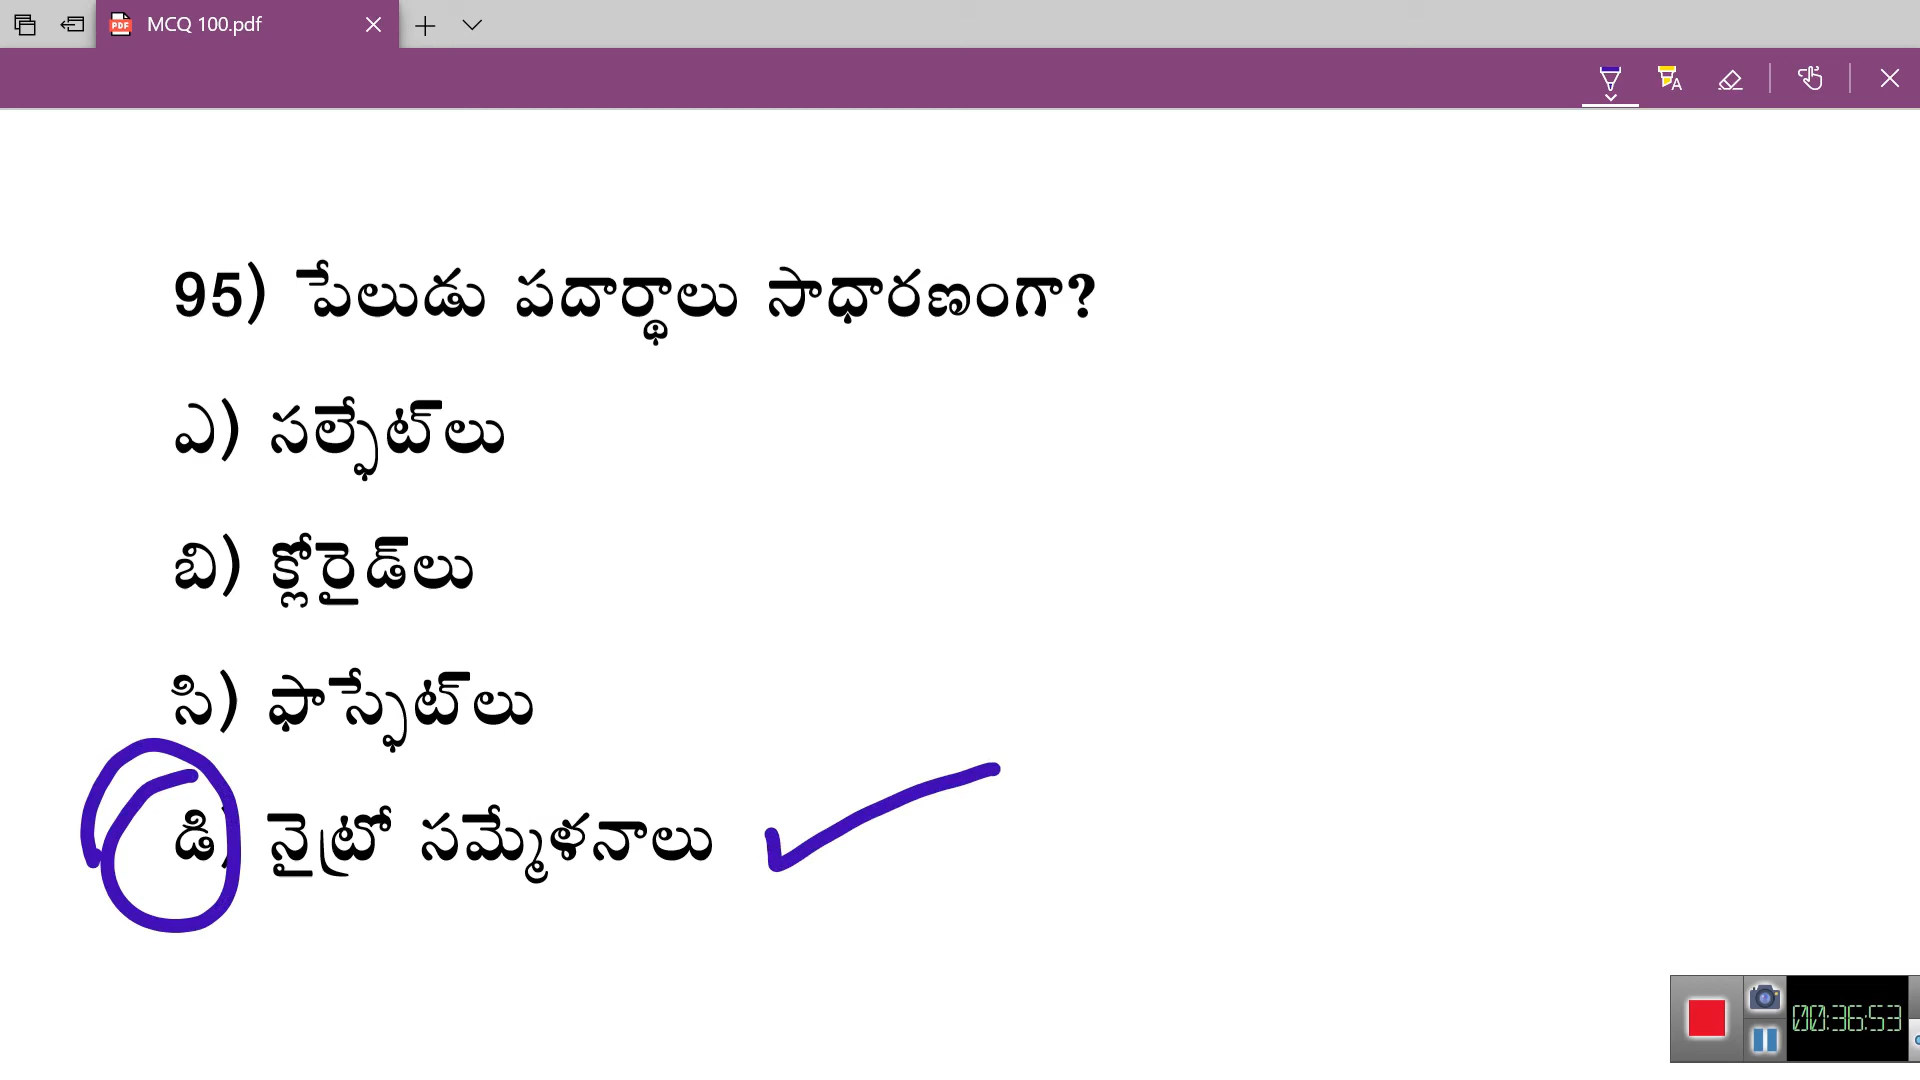 MCQ 100.pdf
95) పేలుడు పదార్థాలు సాధారణంగా?
ఎ) సల్ఫేట్‌లు
బి) క్లోరైడ్‌లు
సి) ఫాస్ఫేట్‌లు
డి) నైట్రో సమ్మేళనాలు
00:36:53